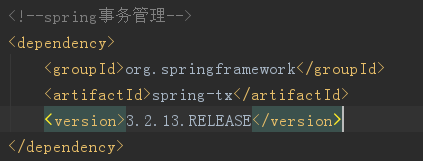 <!--spring事务管理-->
<dependency>
    <groupId>org.springframework</groupId>
    <artifactId>spring-tx</artifactId>
    <version>3.2.13.RELEASE</version>
</dependency>